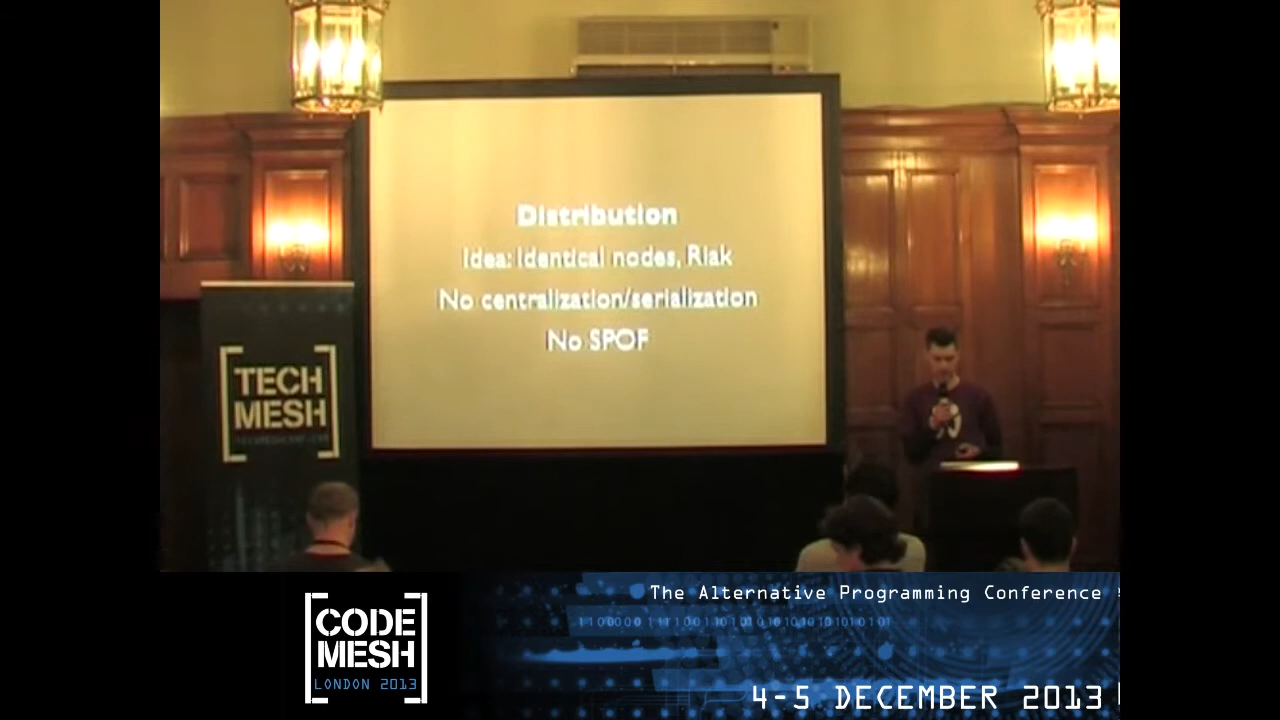 Distribution
Idea: Identical nodes, Riak
No centralization/serialization
No SPOF
TECH
MESH
CODE
MESH
LONDON 2013
The Alternative Programming Conference
4-5 DECEMBER 2013